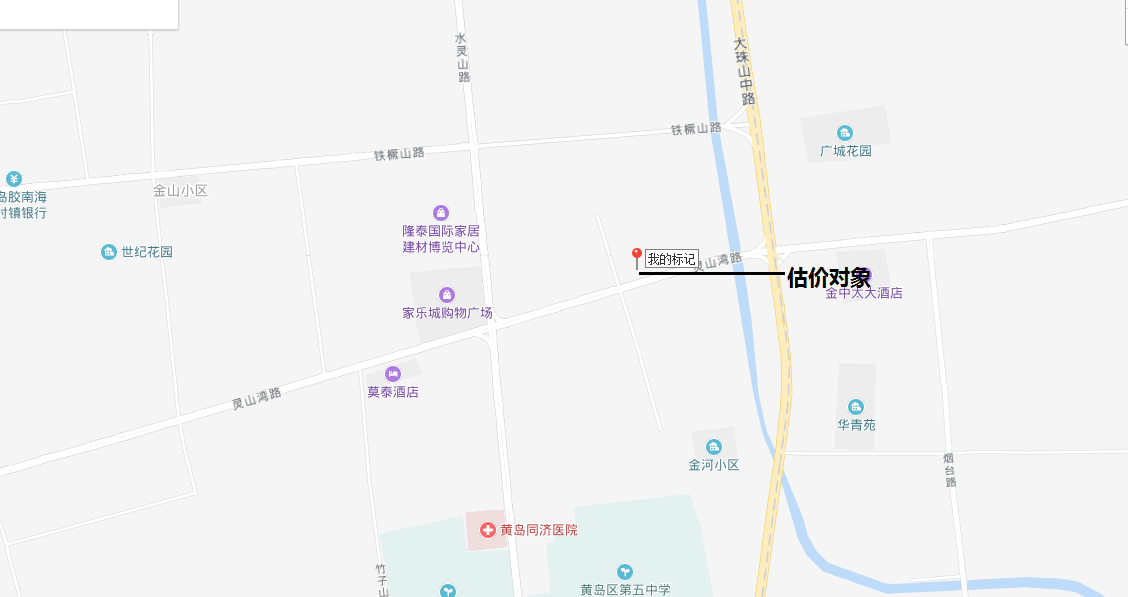 水灵山路
大珠山中路
铁橛山路
铁橛山路
广城花园
金山小区
岛胶南海
村镇银行
隆泰国际家居
建材博览中心
世纪花园
我的标记
灵山湾路
估价对象
金中太大酒店
家乐城购物广场
莫泰酒店
灵山湾路
华青苑
金河小区
烟台路
黄岛同济医院
竹子山
黄岛区第五中学